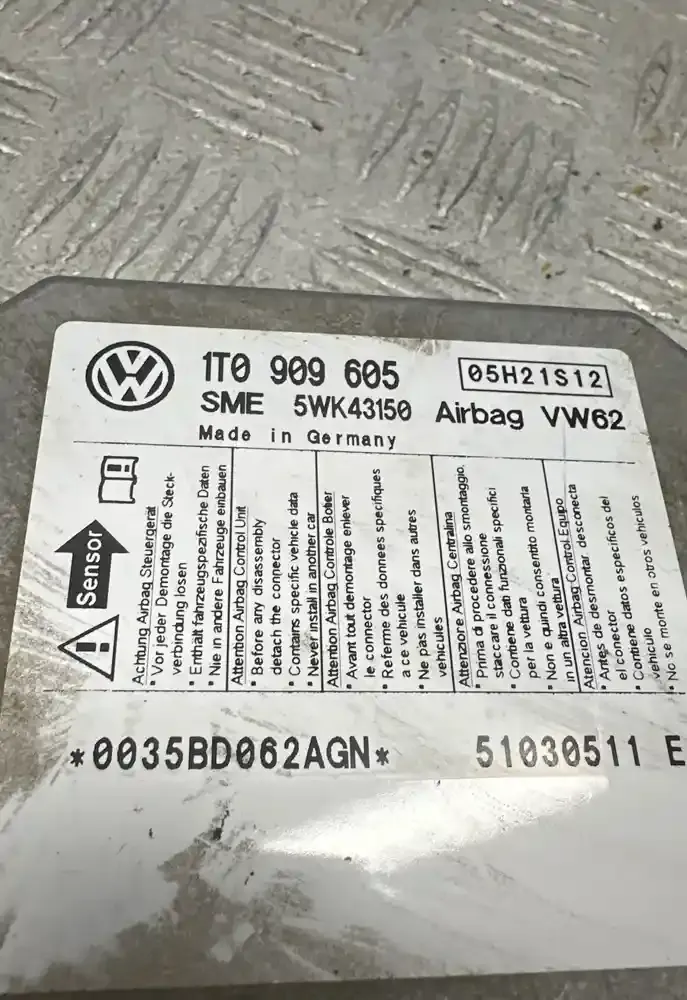 1T0 909 605
05H21S12
SME 5WK43150 Airbag VW62
Made in Germany
Sensor
Achtung Airbag Steuergerät
• Vor jeder Demontage die Steck-
verbindung lösen
• Enthält fahrzeugspezifische Daten
• Nie in andere Fahrzeuge einbauen
Attention Airbag Control Unit
• Before any disassembly
detach the connector
• Contains specific vehicle data
• Never install in another car
Attention Airbag Controle Boîtier
• Avant tout demontage enlever
le connector
• Referme des donnees specifiques
a ce vehicule
• Ne pas installer dans autres
vehicules
Attenzione Airbag Centralina
• Prima di procedere allo smontaggio,
staccare il connessione
• Contiene dati funzionali specifici
per la vettura
• Non e quindi consentito montarla
in un altra vettura
Atencion Airbag Control Equipo
• Antes de desmontar desconecta
el conector
• Contiene datos especificos del
vehiculo
• No se monte en otros vehiculos
*0035BD062AGN* 51030511 E